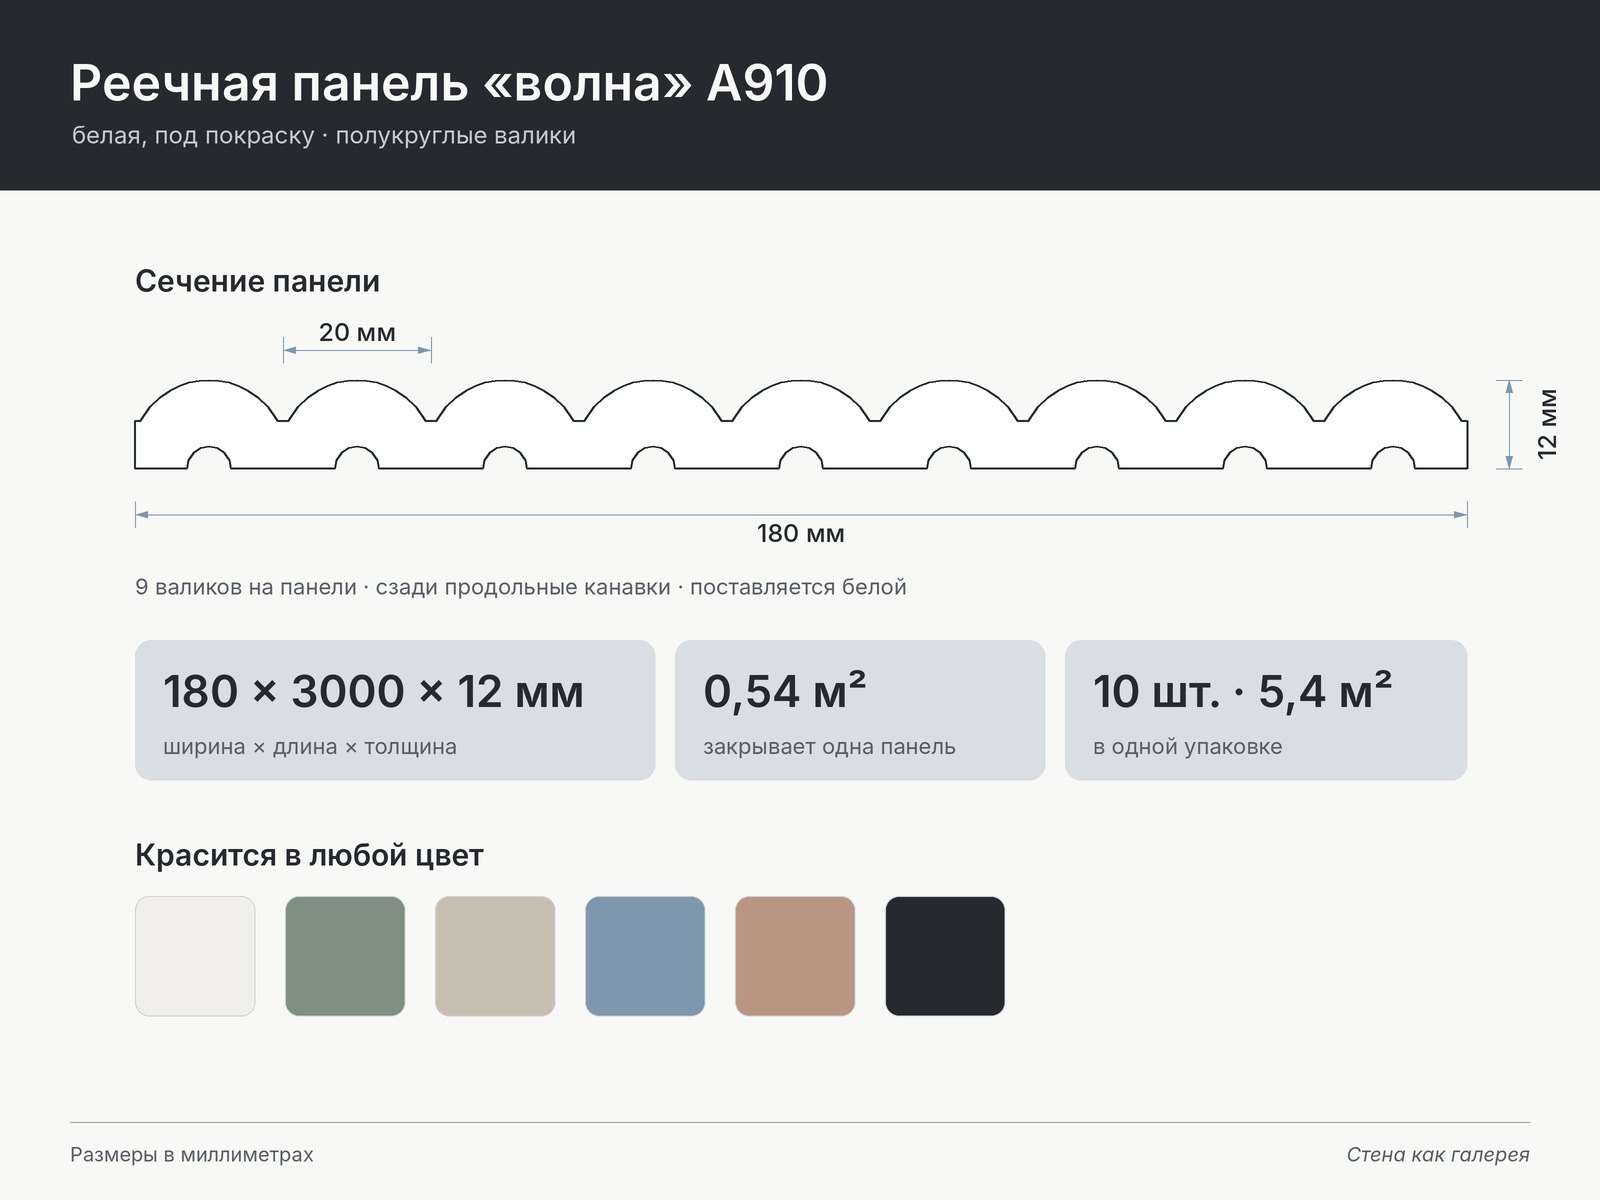 Реечная панель «волна» A910
белая, под покраску · полукруглые валики
Сечение панели
20 мм
12 мм
180 мм
9 валиков на панели · сзади продольные канавки · поставляется белой
180 × 3000 × 12 мм
ширина × длина × толщина
0,54 м²
закрывает одна панель
10 шт. · 5,4 м²
в одной упаковке
Красится в любой цвет
Размеры в миллиметрах
Стена как галерея